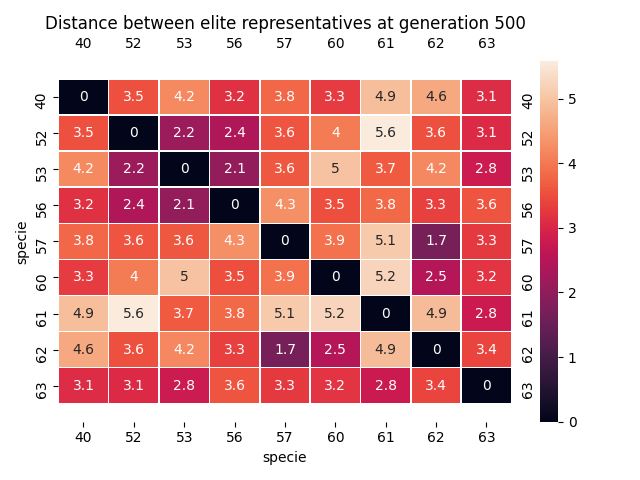 Distance between elite representatives at generation 500
40 52 53 56 57 60 61 62 63
40 0 3.5 4.2 3.2 3.8 3.3 4.9 4.6 3.1 40
52 3.5 0 2.2 2.4 3.6 4 5.6 3.6 3.1 52
53 4.2 2.2 0 2.1 3.6 5 3.7 4.2 2.8 53
56 3.2 2.4 2.1 0 4.3 3.5 3.8 3.3 3.6 56
57 3.8 3.6 3.6 4.3 0 3.9 5.1 1.7 3.3 57
60 3.3 4 5 3.5 3.9 0 5.2 2.5 3.2 60
61 4.9 5.6 3.7 3.8 5.1 5.2 0 4.9 2.8 61
62 4.6 3.6 4.2 3.3 1.7 2.5 4.9 0 3.4 62
63 3.1 3.1 2.8 3.6 3.3 3.2 2.8 3.4 0 63
40 52 53 56 57 60 61 62 63
specie
specie
5
4
3
2
1
0